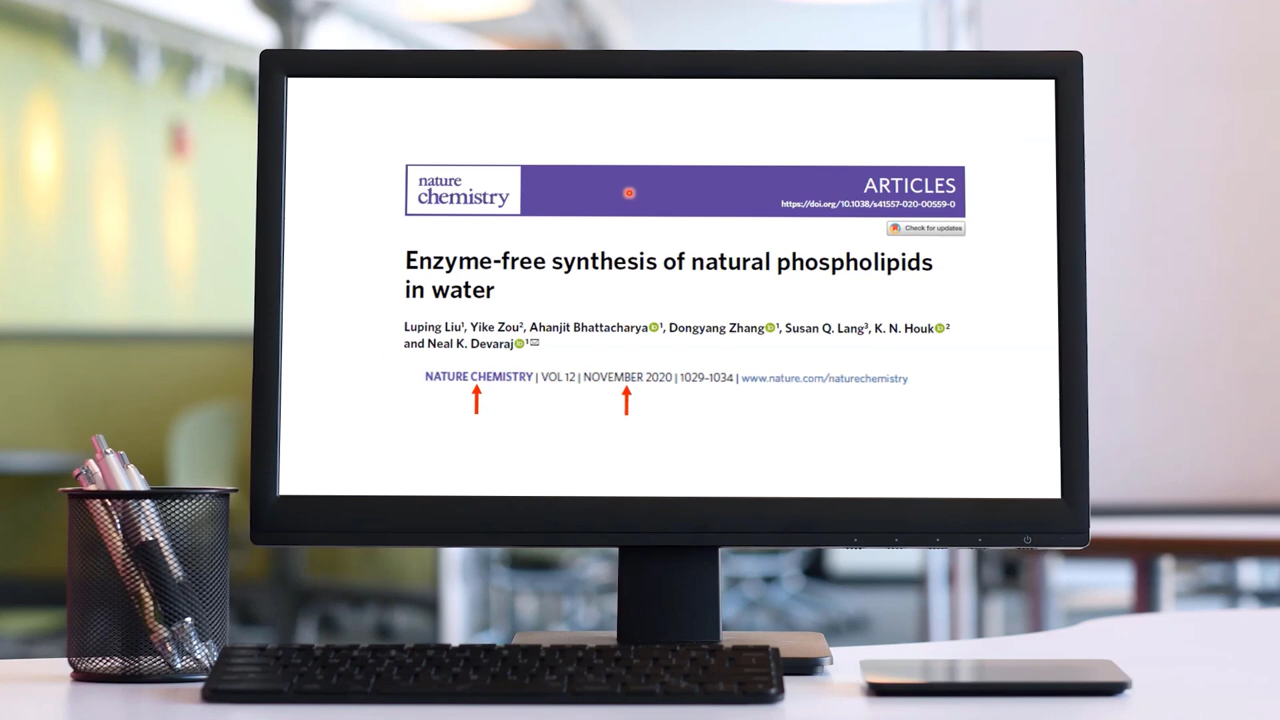 nature
chemistry
ARTICLES
https://doi.org/10.1038/s41557-020-00559-0
Check for updates
Enzyme-free synthesis of natural phospholipids
in water
Luping Liu¹, Yike Zou², Ahanjit Bhattacharya¹, Dongyang Zhang¹, Susan Q. Lang³, K. N. Houk²
and Neal K. Devaraj¹✉
NATURE CHEMISTRY | VOL 12 | NOVEMBER 2020 | 1029–1034 | www.nature.com/naturechemistry